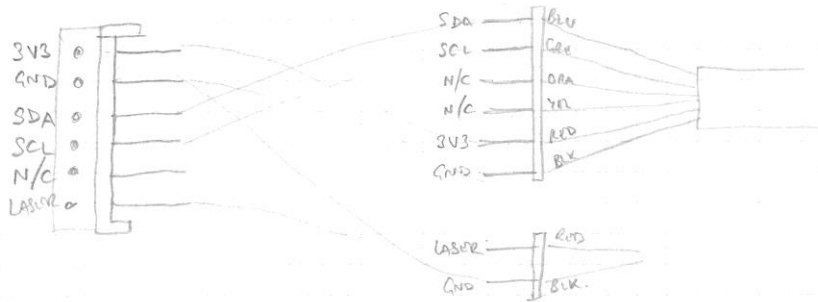 3V3
GND
SDA
SCL
N/C
LASER
SDA BLU
SCL GRN
N/C ORA
N/C YEL
3V3 RED
GND BLK
LASER RED
GND BLK.